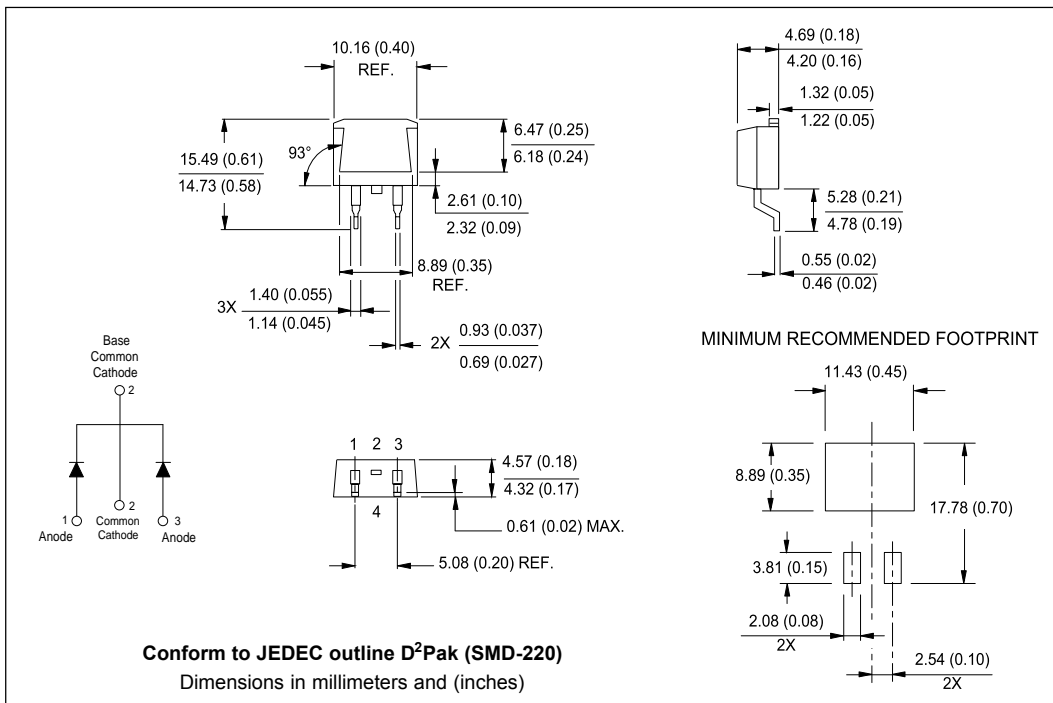 10.16 (0.40)
REF.
15.49 (0.61)
14.73 (0.58)
93°
6.47 (0.25)
6.18 (0.24)
2.61 (0.10)
2.32 (0.09)
8.89 (0.35)
REF.
3X
1.40 (0.055)
1.14 (0.045)
2X
0.93 (0.037)
0.69 (0.027)
4.69 (0.18)
4.20 (0.16)
1.32 (0.05)
1.22 (0.05)
5.28 (0.21)
4.78 (0.19)
0.55 (0.02)
0.46 (0.02)
Base
Common
Cathode
2
1
Anode
2
Common
Cathode
3
Anode
1 2 3
4
4.57 (0.18)
4.32 (0.17)
0.61 (0.02) MAX.
5.08 (0.20) REF.
MINIMUM RECOMMENDED FOOTPRINT
11.43 (0.45)
8.89 (0.35)
17.78 (0.70)
3.81 (0.15)
2.08 (0.08)
2X
2.54 (0.10)
2X
Conform to JEDEC outline D²Pak (SMD-220)
Dimensions in millimeters and (inches)